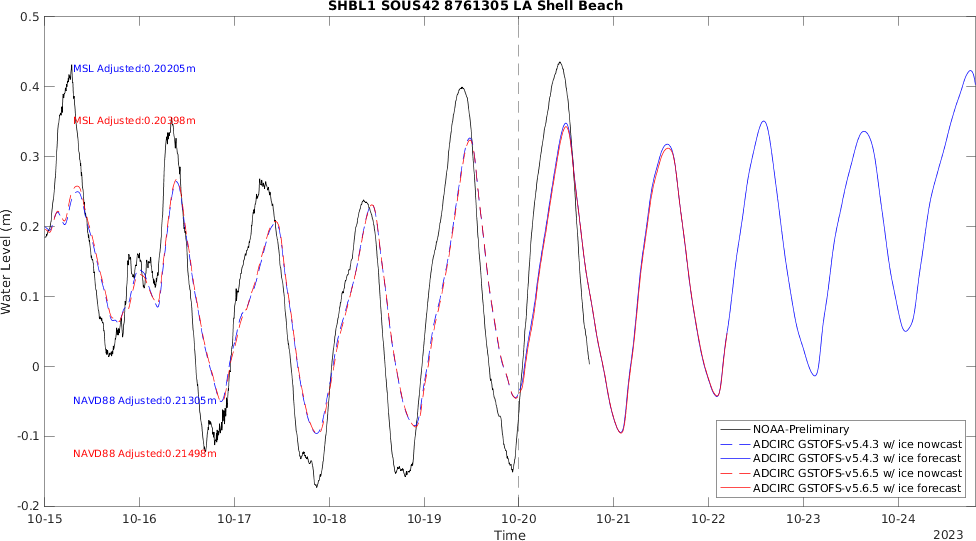 SHBL1 SOUS42 8761305 LA Shell Beach
0.5
0.4
0.3
0.2
0.1
0
-0.1
-0.2
Water Level (m)
MSL Adjusted:0.20205m
MSL Adjusted:0.20398m
NAVD88 Adjusted:0.21305m
NAVD88 Adjusted:0.21498m
NOAA-Preliminary
ADCIRC GSTOFS-v5.4.3 w/ ice nowcast
ADCIRC GSTOFS-v5.4.3 w/ ice forecast
ADCIRC GSTOFS-v5.6.5 w/ ice nowcast
ADCIRC GSTOFS-v5.6.5 w/ ice forecast
10-15 10-16 10-17 10-18 10-19 10-20 10-21 10-22 10-23 10-24
Time
2023